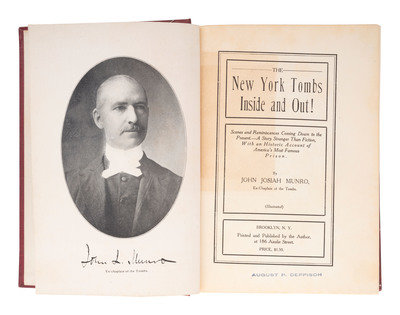 John J. Munro
Ex-Chaplain of the Tombs.
THE
New York Tombs
Inside and Out!
Scenes and Reminiscences Coming Down to the
Present.—A Story Stranger Than Fiction,
With an Historic Account of
America's Most Famous
Prison.
By
JOHN JOSIAH MUNRO,
Ex-Chaplain of the Tombs.
(Illustrated)
BROOKLYN, N. Y.
Printed and Published by the Author,
at 186 Ainslie Street.
PRICE, $1.35.
AUGUST H. DEPPISCH